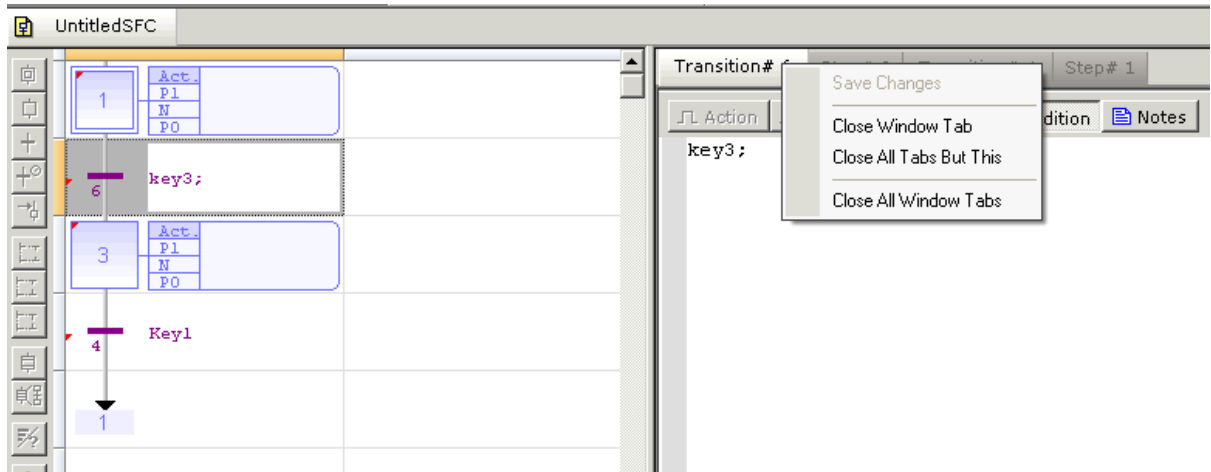 UntitledSFC
1
Act.
P1
N
P0
6
key3;
3
Act.
P1
N
P0
4
Key1
1
Transition#
Step# 1
Action
dition
Notes
key3;
Save Changes
Close Window Tab
Close All Tabs But This
Close All Window Tabs